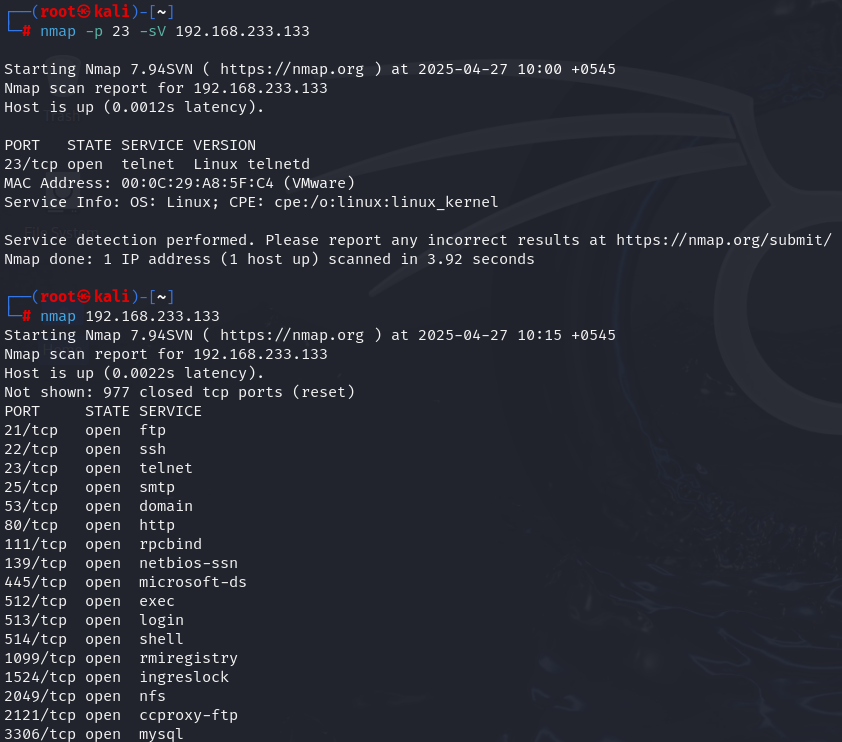 ┌──(root㉿kali)-[~]
└─# nmap -p 23 -sV 192.168.233.133
Starting Nmap 7.94SVN ( https://nmap.org ) at 2025-04-27 10:00 +0545
Nmap scan report for 192.168.233.133
Host is up (0.0012s latency).
PORT   STATE SERVICE VERSION
23/tcp open  telnet  Linux telnetd
MAC Address: 00:0C:29:A8:5F:C4 (VMware)
Service Info: OS: Linux; CPE: cpe:/o:linux:linux_kernel
Service detection performed. Please report any incorrect results at https://nmap.org/submit/
Nmap done: 1 IP address (1 host up) scanned in 3.92 seconds
┌──(root㉿kali)-[~]
└─# nmap 192.168.233.133
Starting Nmap 7.94SVN ( https://nmap.org ) at 2025-04-27 10:15 +0545
Nmap scan report for 192.168.233.133
Host is up (0.0022s latency).
Not shown: 977 closed tcp ports (reset)
PORT     STATE SERVICE
21/tcp   open  ftp
22/tcp   open  ssh
23/tcp   open  telnet
25/tcp   open  smtp
53/tcp   open  domain
80/tcp   open  http
111/tcp  open  rpcbind
139/tcp  open  netbios-ssn
445/tcp  open  microsoft-ds
512/tcp  open  exec
513/tcp  open  login
514/tcp  open  shell
1099/tcp open  rmiregistry
1524/tcp open  ingreslock
2049/tcp open  nfs
2121/tcp open  ccproxy-ftp
3306/tcp open  mysql